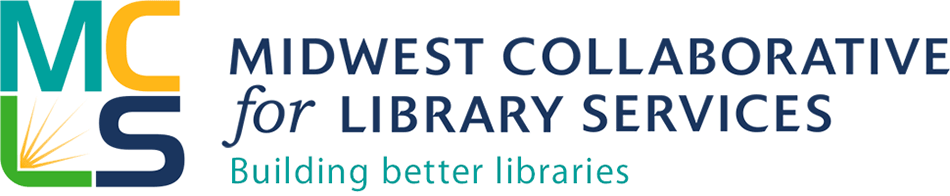 MC
LS
MIDWEST COLLABORATIVE
for LIBRARY SERVICES
Building better libraries